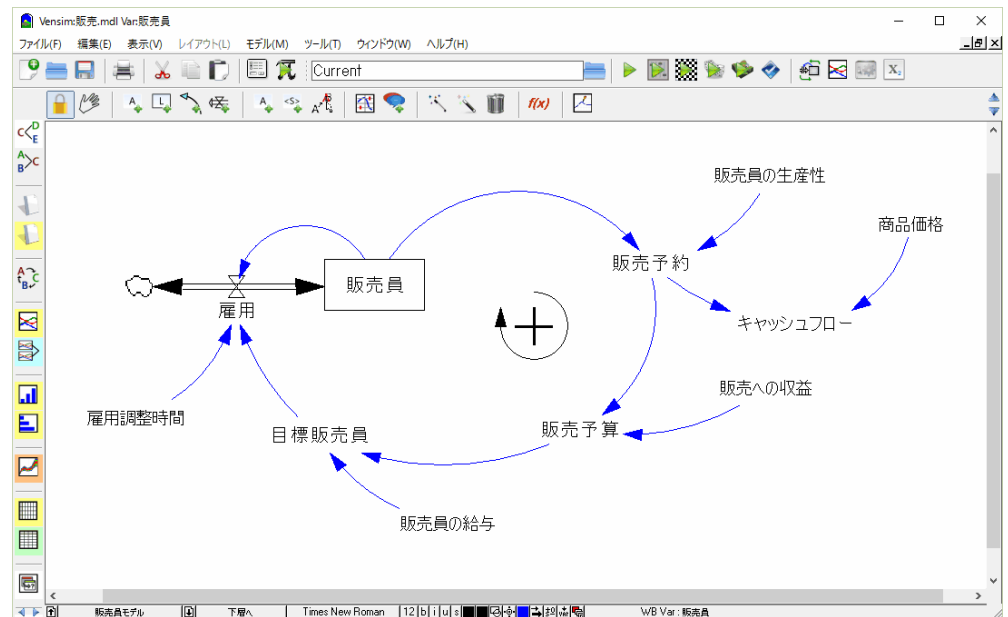 Vensim:販売.mdl Var:販売員
ファイル(F) 編集(E) 表示(V) レイアウト(L) モデル(M) ツール(T) ウインドウ(W) ヘルプ(H)
Current
f(x)
販売員の生産性
商品価格
販売予約
販売員
雇用
キャッシュフロー
販売への収益
雇用調整時間
目標販売員
販売予算
販売員の給与
販売員モデル 下層へ Times New Roman 12 b i u s WB Var : 販売員